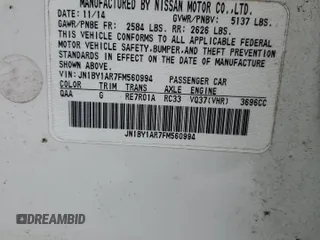 MANUFACTURED BY NISSAN MOTOR CO.,LTD.
DATE: 11/14 GVWR/PNBV: 5137 LBS.
GAWR/PNBE FR: 2584 LBS. RR: 2626 LBS.
THIS VEHICLE CONFORMS TO ALL APPLICABLE FEDERAL
MOTOR VEHICLE SAFETY,BUMPER,AND THEFT PREVENTION
STANDARDS IN EFFECT ON THE DATE OF MANUFACTURE
SHOWN ABOVE.
VIN: JN1BY1AR7FM560994 PASSENGER CAR
COLOR TRIM TRANS AXLE ENGINE
QAA G RE7R01A RC33 VQ37(VHR) 3696CC
JN1BY1AR7FM560994
DREAMBID